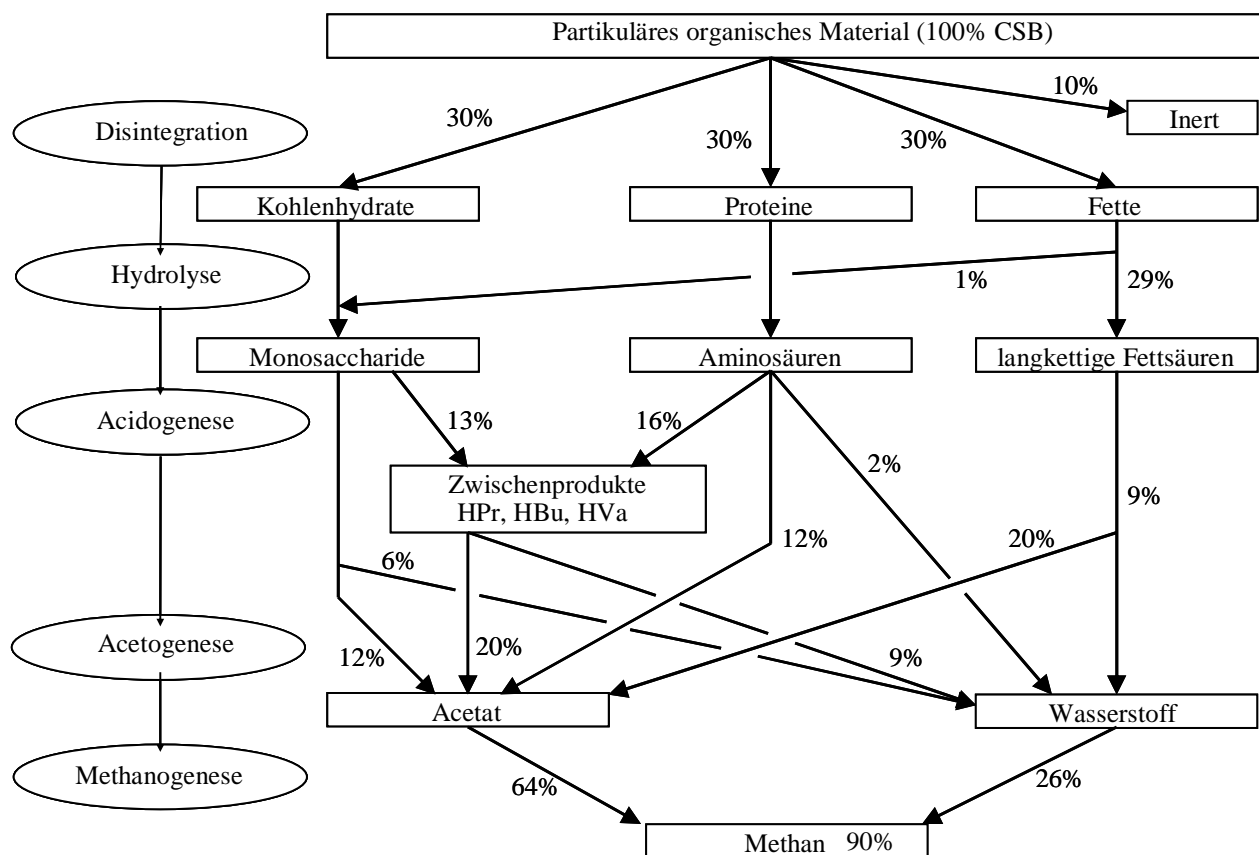 Partikuläres organisches Material (100% CSB)
10%
Inert
Disintegration
30%
30%
30%
Kohlenhydrate
Proteine
Fette
Hydrolyse
1%
29%
Monosaccharide
Aminosäuren
langkettige Fettsäuren
Acidogenese
13%
16%
2%
Zwischenprodukte
HPr, HBu, HVa
9%
6%
12%
20%
Acetogenese
12%
20%
9%
Acetat
Wasserstoff
Methanogenese
64%
26%
Methan 90%